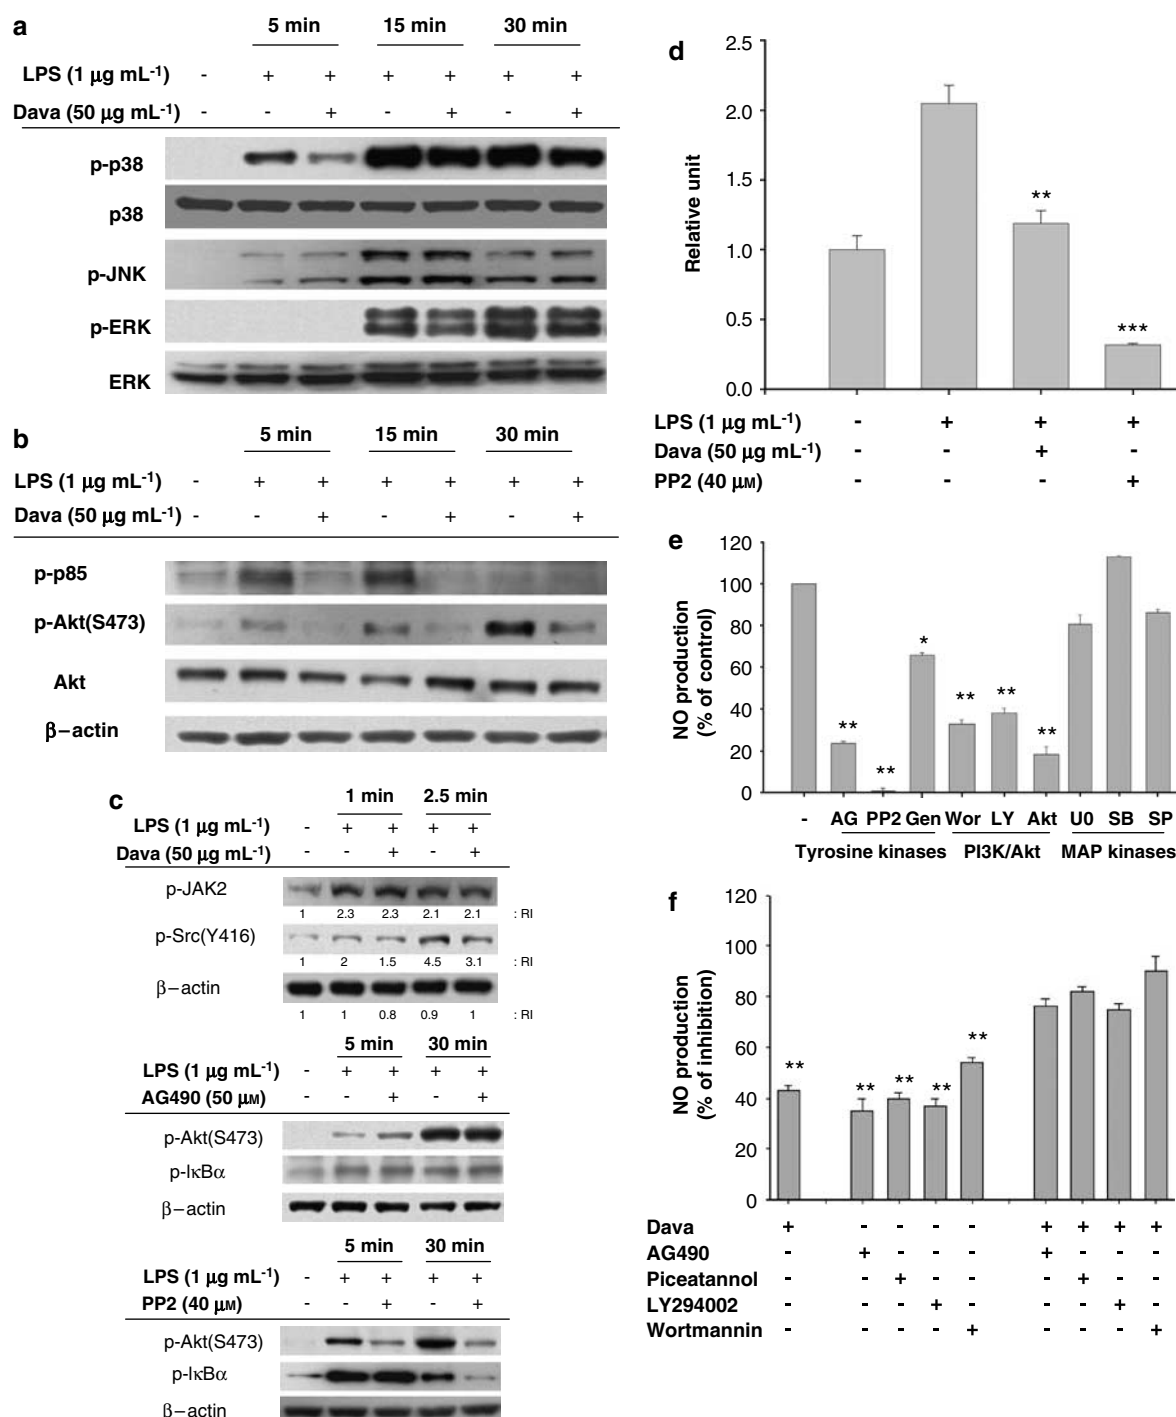 a
5 min 15 min 30 min
LPS (1 μg mL-1) - + + + + + +
Dava (50 μg mL-1) - - + - + - +
p-p38
p38
p-JNK
p-ERK
ERK
b
5 min 15 min 30 min
LPS (1 μg mL-1) - + + + + + +
Dava (50 μg mL-1) - - + - + - +
p-p85
p-Akt(S473)
Akt
β–actin
c
1 min 2.5 min
LPS (1 μg mL-1) - + + + +
Dava (50 μg mL-1) - - + - +
p-JAK2
1 2.3 2.3 2.1 2.1 : RI
p-Src(Y416)
1 2 1.5 4.5 3.1 : RI
β–actin
1 1 0.8 0.9 1 : RI
5 min 30 min
LPS (1 μg mL-1) - + + + +
AG490 (50 μM) - - + - +
p-Akt(S473)
p-IκBα
β–actin
5 min 30 min
LPS (1 μg mL-1) - + + + +
PP2 (40 μM) - - + - +
p-Akt(S473)
p-IκBα
β–actin
d
Relative unit
2.5
2.0
1.5
1.0
0.5
0.0
**
***
LPS (1 μg mL-1) - + + +
Dava (50 μg mL-1) - - + -
PP2 (40 μM) - - - +
e
NO production
(% of control)
120
100
80
60
40
20
0
** ** * ** ** **
- AG PP2 Gen Wor LY Akt U0 SB SP
Tyrosine kinases PI3K/Akt MAP kinases
f
NO production
(% of inhibition)
120
100
80
60
40
20
0
** ** ** ** **
Dava + - - - - + + + +
AG490 - + - - - + - - -
Piceatannol - - + - - - + - -
LY294002 - - - + - - - + -
Wortmannin - - - - + - - - +